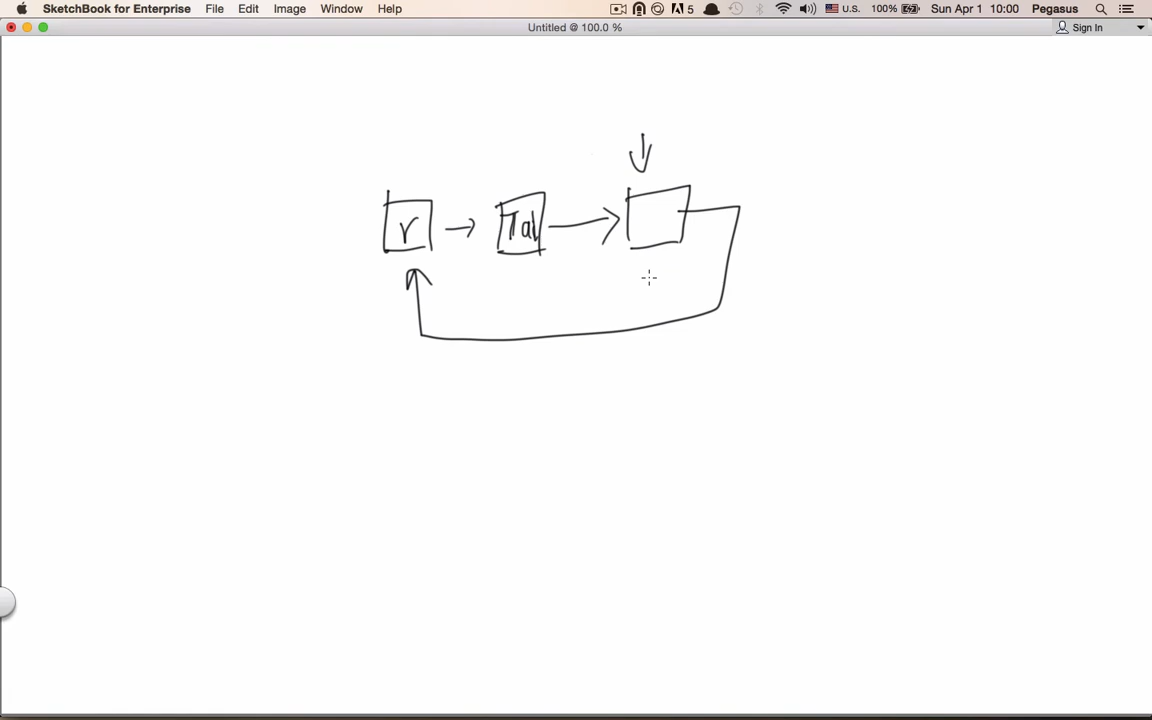 SketchBook for Enterprise File Edit Image Window Help 5 U.S. 100% Sun Apr 1 10:00 Pegasus
Untitled @ 100.0 % Sign In
r Tal